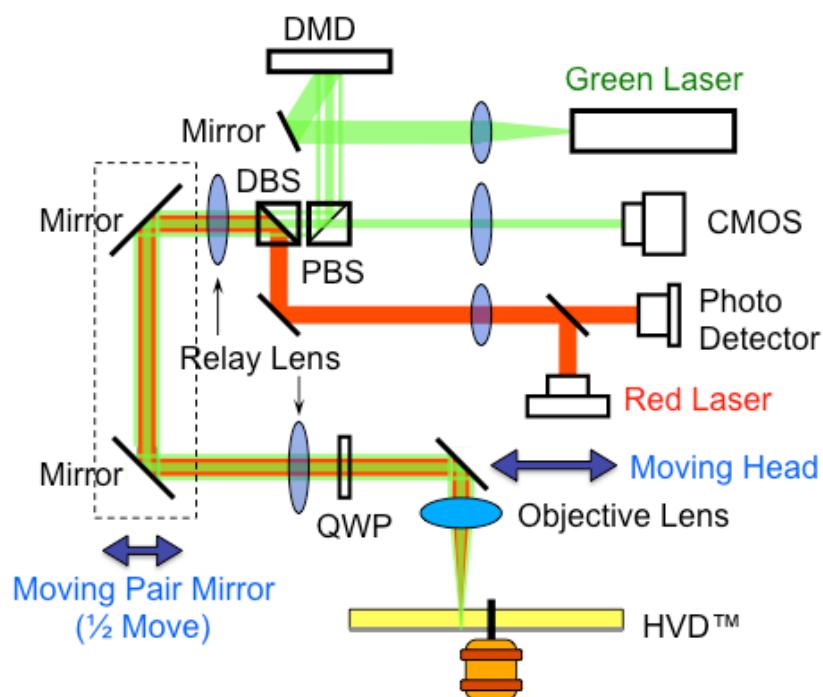 DMD
Green Laser
Mirror
DBS
Mirror
CMOS
PBS
Photo
Detector
Relay Lens
Red Laser
Mirror
Moving Head
QWP
Objective Lens
Moving Pair Mirror
(½ Move)
HVD™